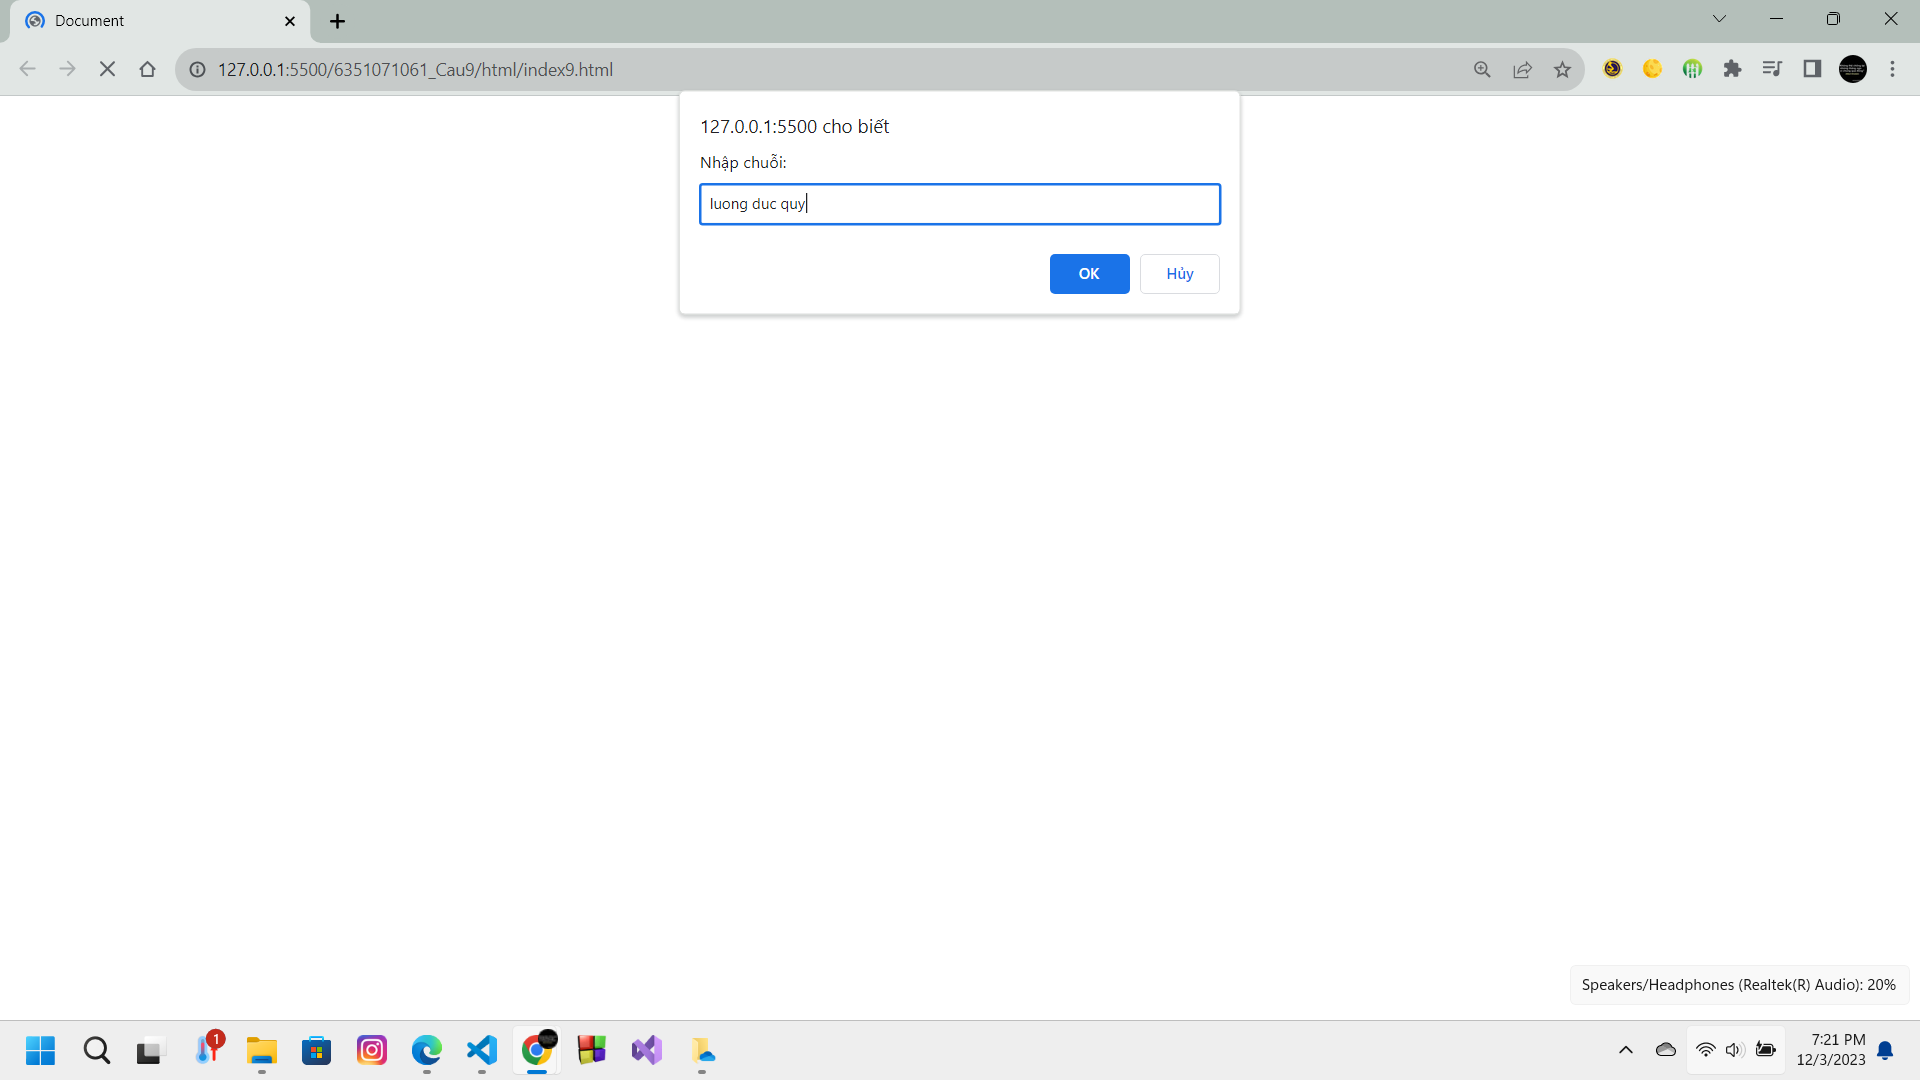 Document
127.0.0.1:5500/6351071061_Cau9/html/index9.html
127.0.0.1:5500 cho biết
Nhập chuỗi:
luong duc quy
OK
Hủy
Speakers/Headphones (Realtek(R) Audio): 20%
1
7:21 PM
12/3/2023